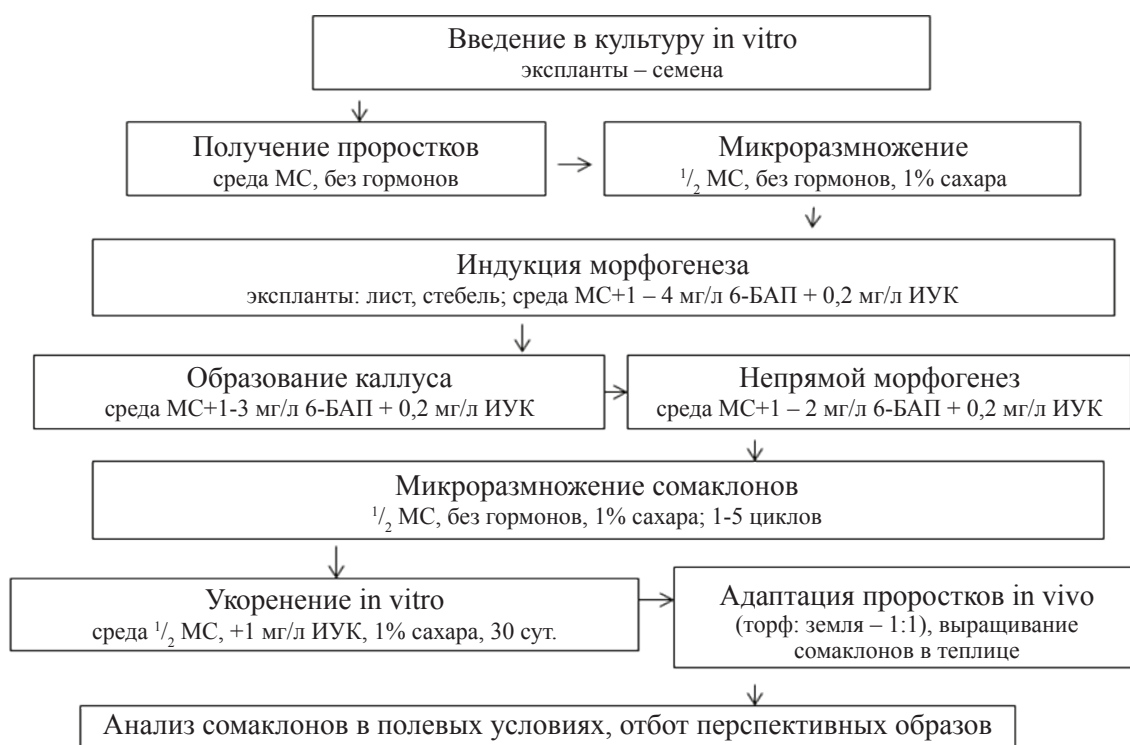 Введение в культуру in vitro
экспланты – семена
Получение проростков
среда МС, без гормонов
Микроразмножение
1/2 МС, без гормонов, 1% сахара
Индукция морфогенеза
экспланты: лист, стебель; среда МС+1 – 4 мг/л 6-БАП + 0,2 мг/л ИУК
Образование каллуса
среда МС+1-3 мг/л 6-БАП + 0,2 мг/л ИУК
Непрямой морфогенез
среда МС+1 – 2 мг/л 6-БАП + 0,2 мг/л ИУК
Микроразмножение сомаклонов
1/2 МС, без гормонов, 1% сахара; 1-5 циклов
Укоренение in vitro
среда 1/2 МС, +1 мг/л ИУК, 1% сахара, 30 сут.
Адаптация проростков in vivo
(торф: земля – 1:1), выращивание
сомаклонов в теплице
Анализ сомаклонов в полевых условиях, отбот перспективных образов